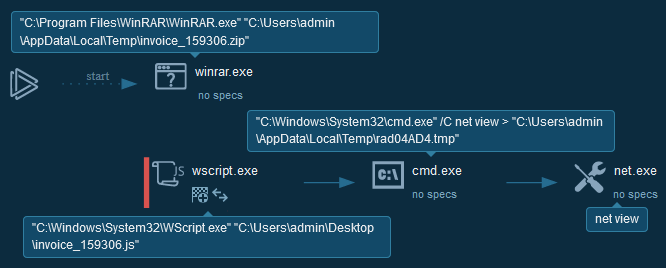 "C:\Program Files\WinRAR\WinRAR.exe" "C:\Users\admin
\AppData\Local\Temp\invoice_159306.zip"
start
winrar.exe
no specs
"C:\Windows\System32\cmd.exe" /C net view > "C:\Users\admin
\AppData\Local\Temp\rad04AD4.tmp"
JS
wscript.exe
C:\
cmd.exe
no specs
net.exe
no specs
"C:\Windows\System32\WScript.exe" "C:\Users\admin\Desktop
\invoice_159306.js"
net view